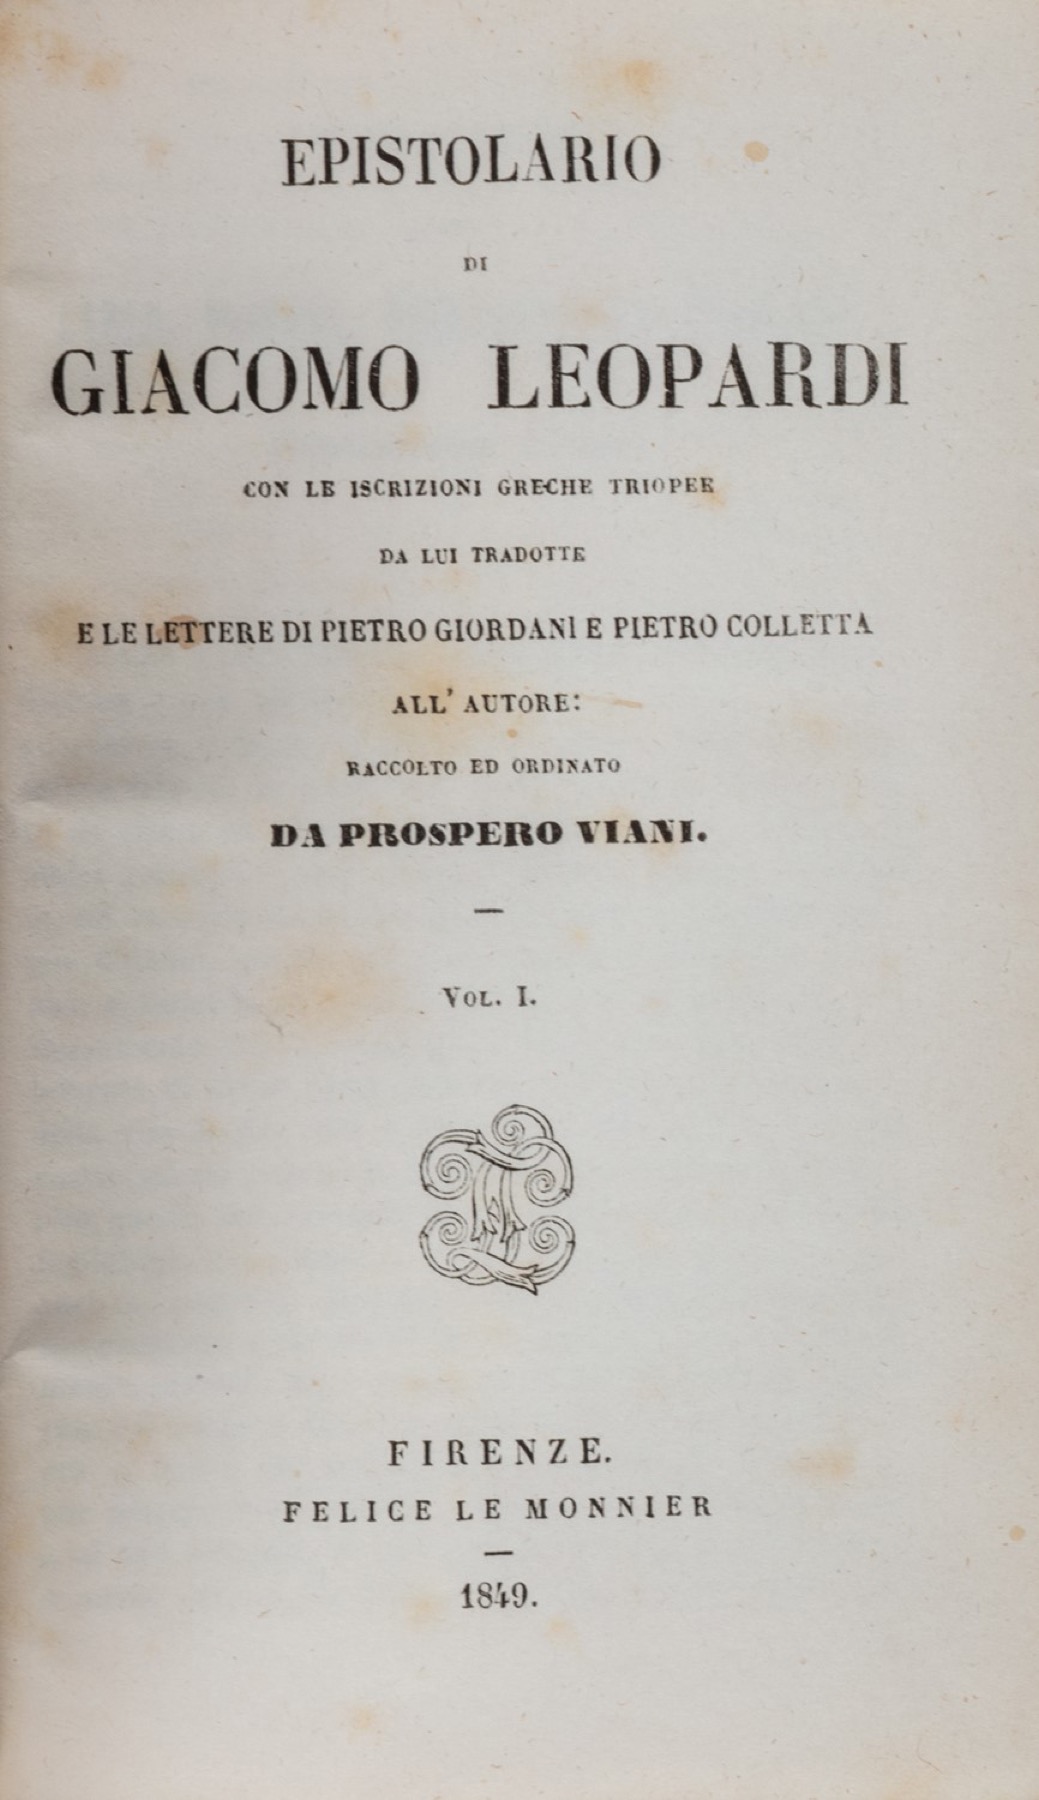 EPISTOLARIO
DI
GIACOMO LEOPARDI
CON LE ISCRIZIONI GRECHE TRIOPEE
DA LUI TRADOTTE
E LE LETTERE DI PIETRO GIORDANI E PIETRO COLLETTA
ALL' AUTORE:
RACCOLTO ED ORDINATO
DA PROSPERO VIANI.
—
VOL. I.
FIRENZE.
FELICE LE MONNIER
—
1849.